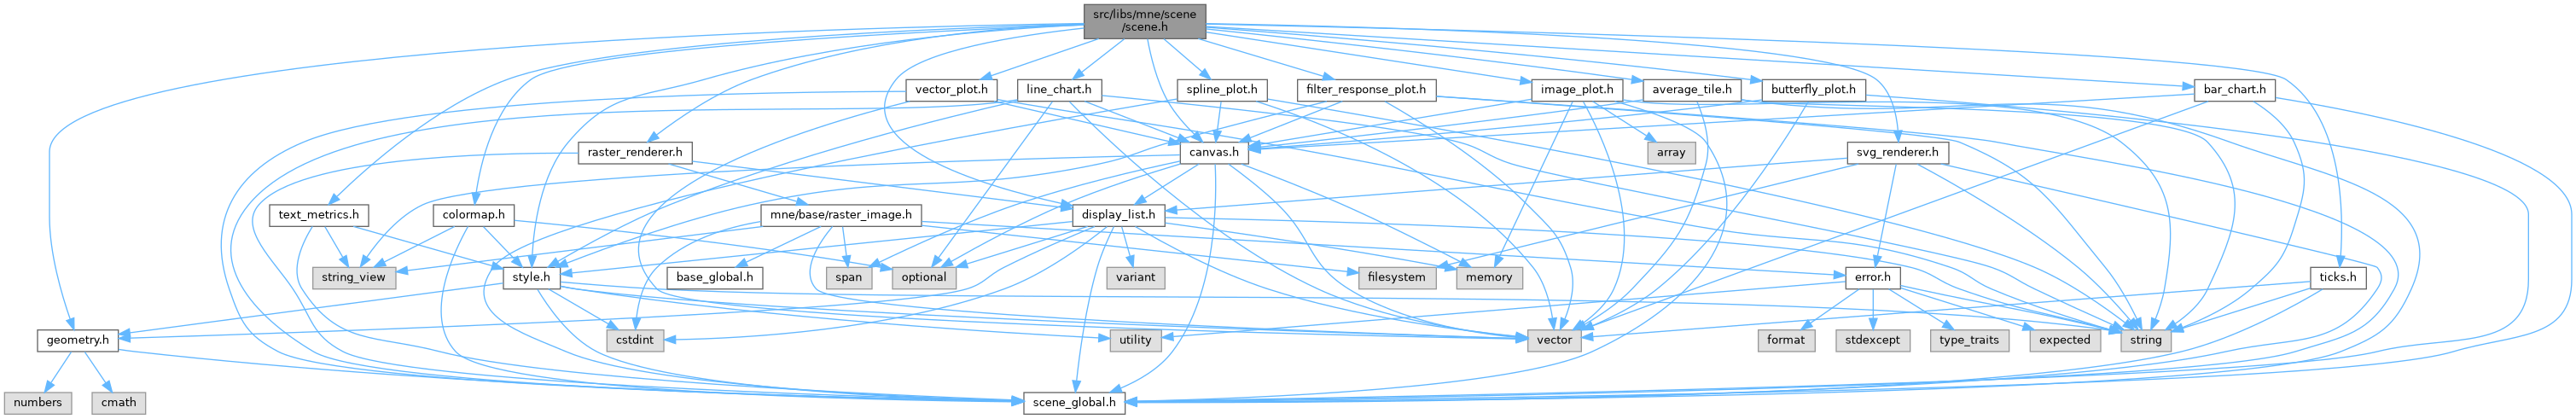 src/libs/mne/scene
/scene.h
vector_plot.h
line_chart.h
spline_plot.h
filter_response_plot.h
image_plot.h
average_tile.h
butterfly_plot.h
bar_chart.h
raster_renderer.h
canvas.h
array
svg_renderer.h
text_metrics.h
colormap.h
mne/base/raster_image.h
display_list.h
string_view
style.h
base_global.h
span
optional
variant
filesystem
memory
error.h
ticks.h
geometry.h
cstdint
utility
vector
format
stdexcept
type_traits
expected
string
numbers
cmath
scene_global.h